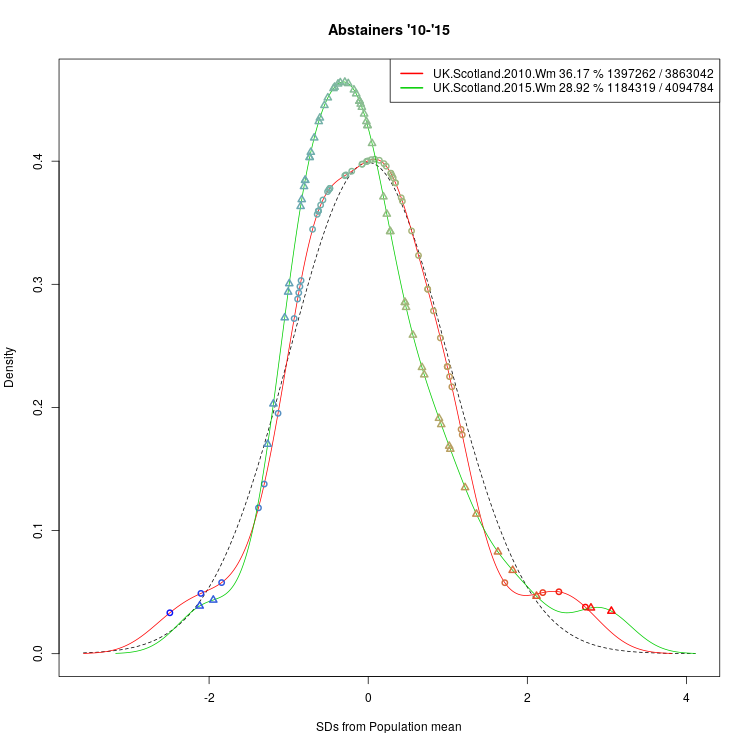 Abstainers '10-'15
UK.Scotland.2010.Wm 36.17 % 1397262 / 3863042
UK.Scotland.2015.Wm 28.92 % 1184319 / 4094784
Density
0.4
0.3
0.2
0.1
0.0
-2 0 2 4
SDs from Population mean